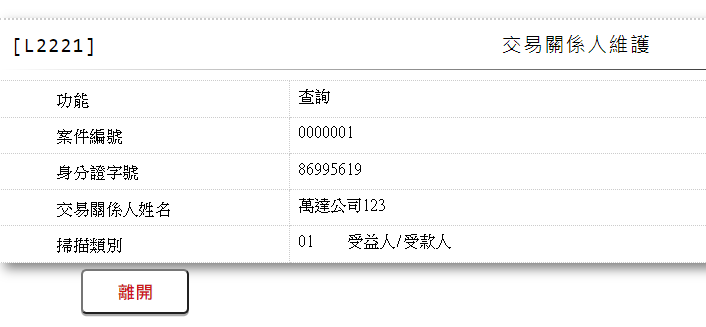 [L2221] 交易關係人維護
功能 查詢
案件編號 0000001
身分證字號 86995619
交易關係人姓名 萬達公司123
掃描類別 01 受益人/受款人
離開